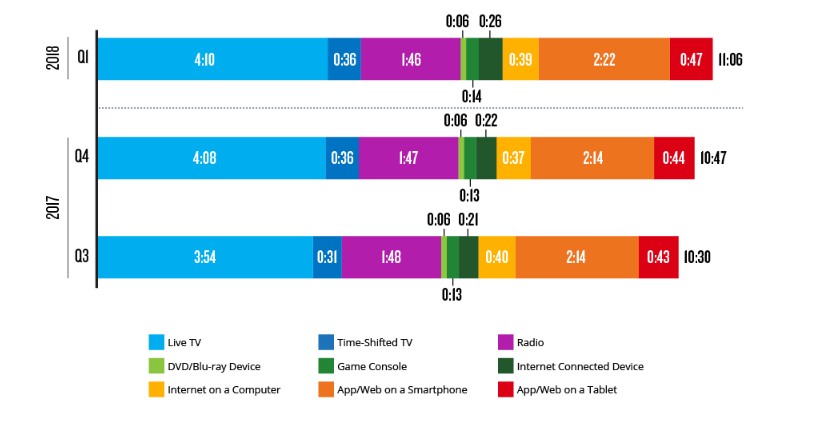 0:06 0:26
2018 Q1 4:10 0:36 1:46 0:39 2:22 0:47 11:06
0:14
0:06 0:22
Q4 4:08 0:36 1:47 0:37 2:14 0:44 10:47
0:13
2017
0:06 0:21
Q3 3:54 0:31 1:48 0:40 2:14 0:43 10:30
0:13
Live TV Time-Shifted TV Radio
DVD/Blu-ray Device Game Console Internet Connected Device
Internet on a Computer App/Web on a Smartphone App/Web on a Tablet